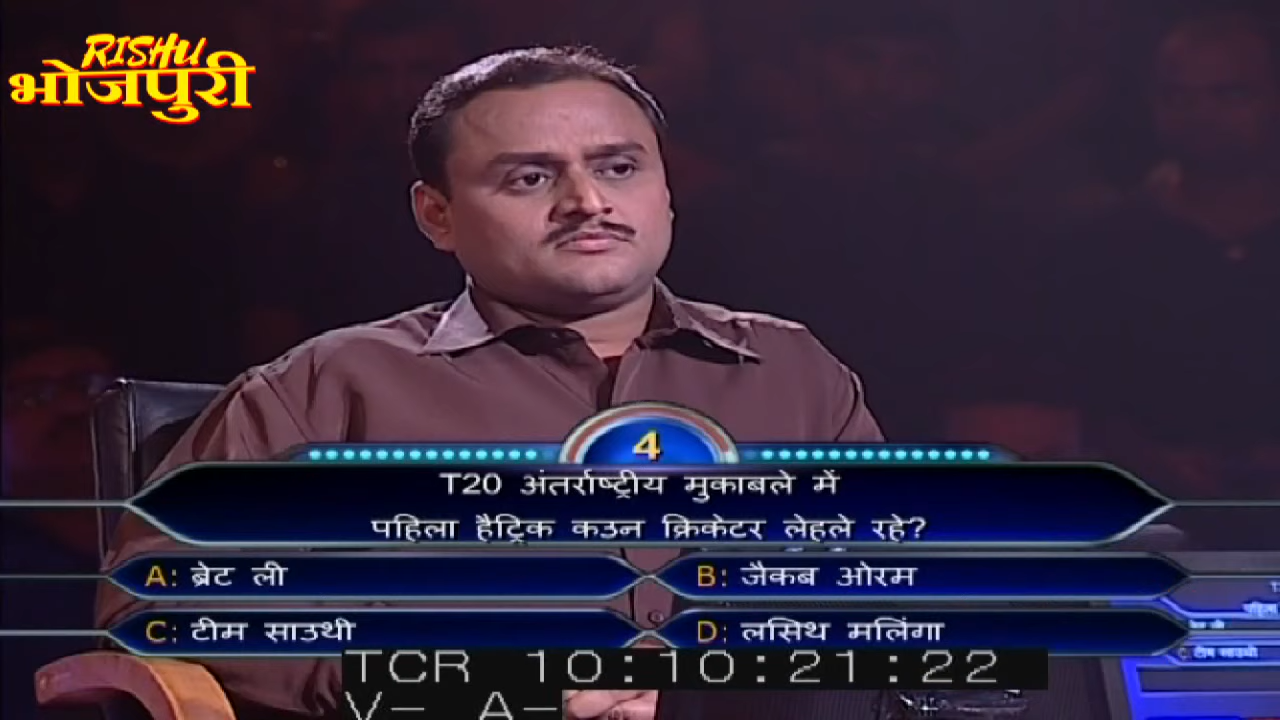 RISHU
भोजपुरी
4
T20 अंतर्राष्ट्रीय मुकाबले में
पहिला हैट्रिक कउन क्रिकेटर लेहले रहे?
A: ब्रेट ली
B: जैकब ओरम
C: टीम साउथी
D: लसिथ मलिंगा
TCR 10:10:21:22
V- A-